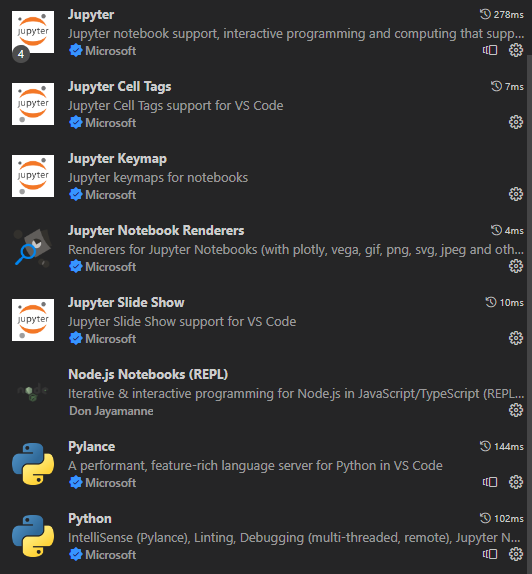 Jupyter 278ms
Jupyter notebook support, interactive programming and computing that supp...
4 Microsoft
Jupyter Cell Tags 7ms
Jupyter Cell Tags support for VS Code
Microsoft
Jupyter Keymap
Jupyter keymaps for notebooks
Microsoft
Jupyter Notebook Renderers 4ms
Renderers for Jupyter Notebooks (with plotly, vega, gif, png, svg, jpeg and oth...
Microsoft
Jupyter Slide Show 10ms
Jupyter Slide Show support for VS Code
Microsoft
Node.js Notebooks (REPL)
Iterative & interactive programming for Node.js in JavaScript/TypeScript (REPL...
Don Jayamanne
Pylance 144ms
A performant, feature-rich language server for Python in VS Code
Microsoft
Python 102ms
IntelliSense (Pylance), Linting, Debugging (multi-threaded, remote), Jupyter N...
Microsoft
jupyter
jupyter
jupyter
jupyter